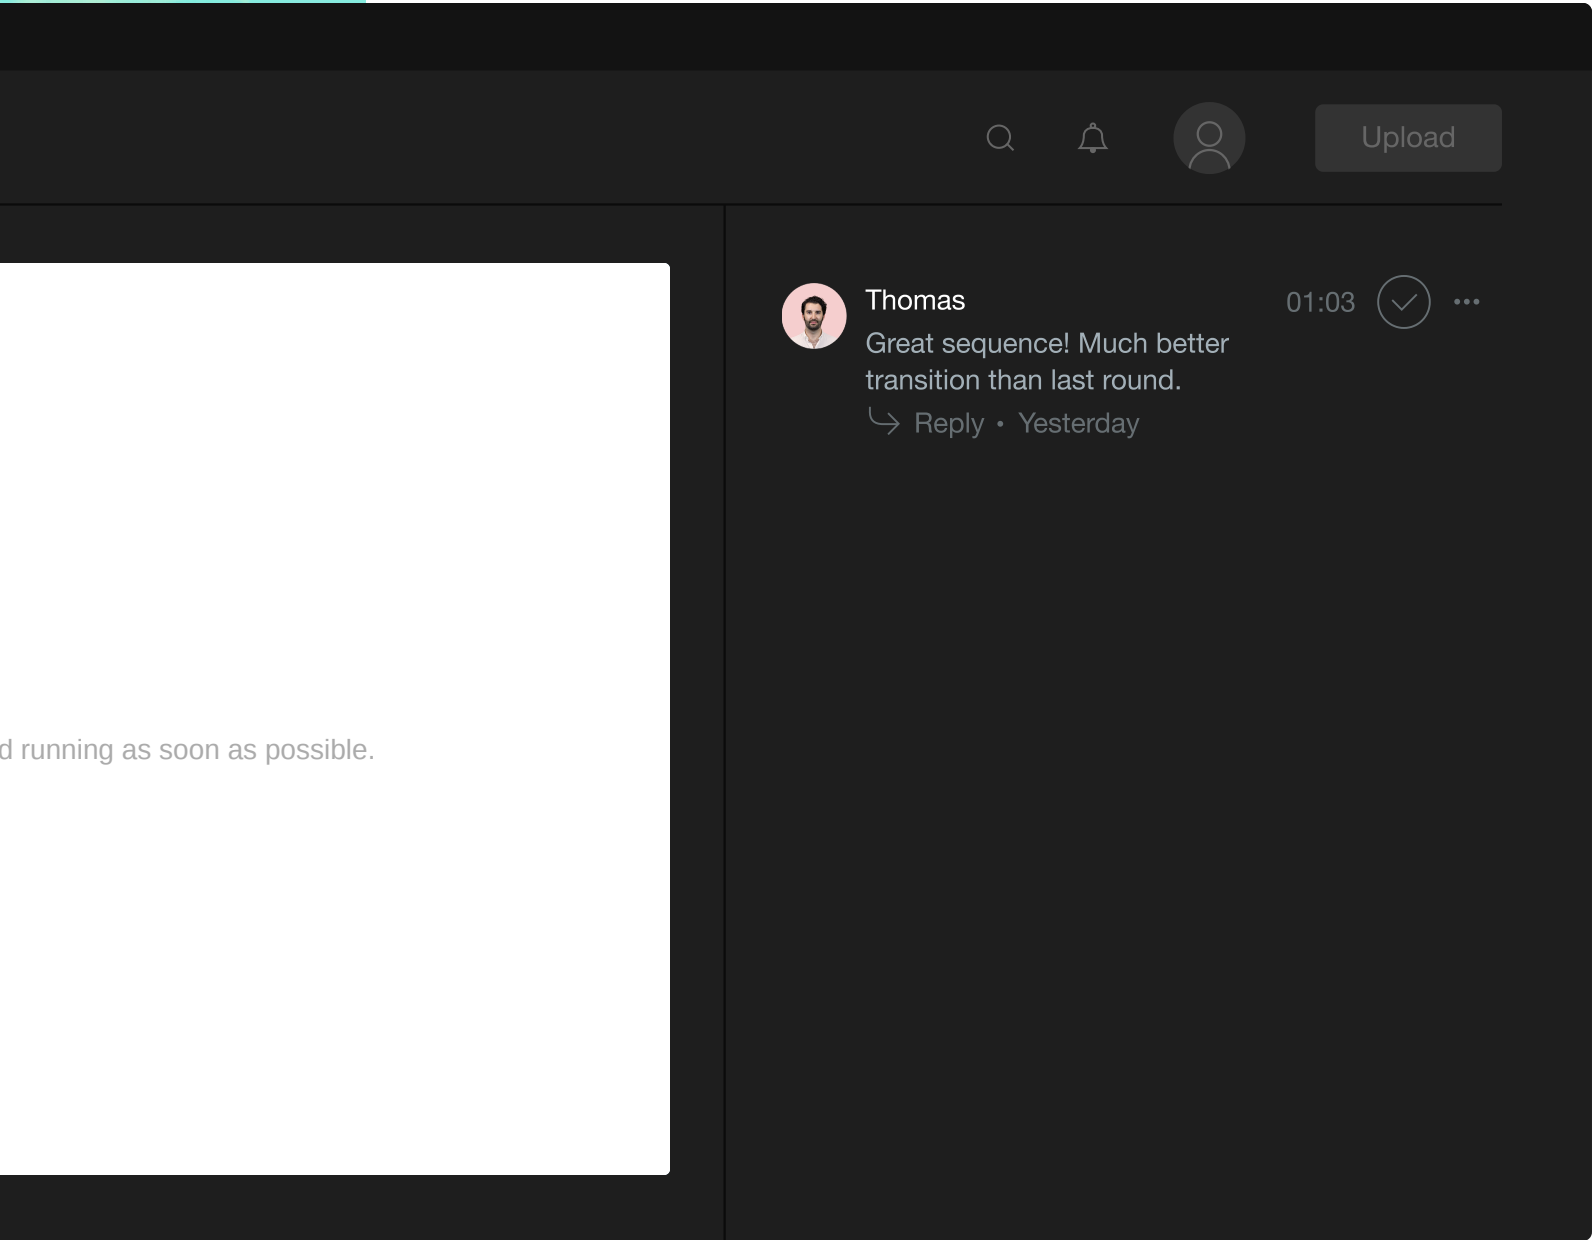 Upload
Thomas
01:03
Great sequence! Much better
transition than last round.
Reply • Yesterday
running as soon as possible.